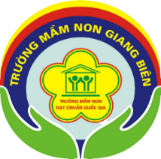 TRƯỜNG MẦM NON GIANG BIÊN
TRƯỜNG MẦM NON
ĐẠT CHUẨN QUỐC GIA